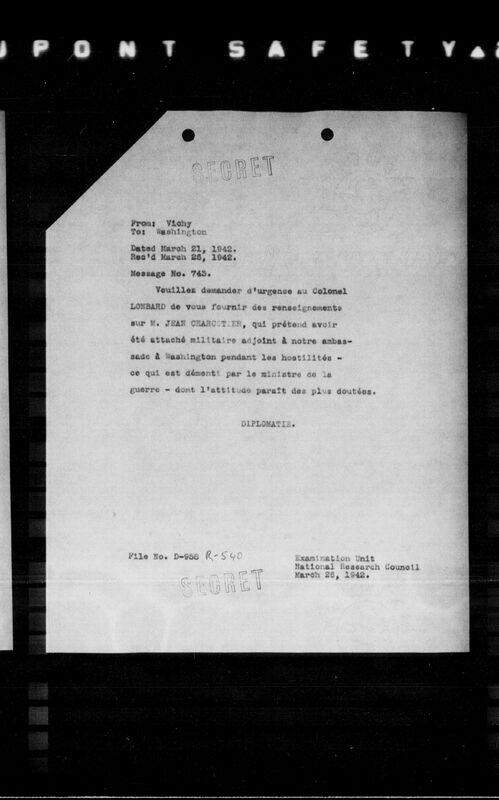 DUPONT SAFETY
SECRET
From: Vichy
To: Washington
Dated March 21, 1942.
Rec'd March 25, 1942.
Message No. 743.
Veuillez demander d'urgence au Colonel
LOMBARD de vous fournir des renseignements
sur M. JEAN qui prétend avoir
été attaché militaire adjoint à notre ambas-
sade à Washington pendant les hostilités -
ce qui est démenti par le ministre de la
guerre - dont l'attitude paraît des plus doutées.
DIPLOMATIE.
File No. D-958 R-540
Examination Unit
National Research Council
March 26, 1942.
SECRET